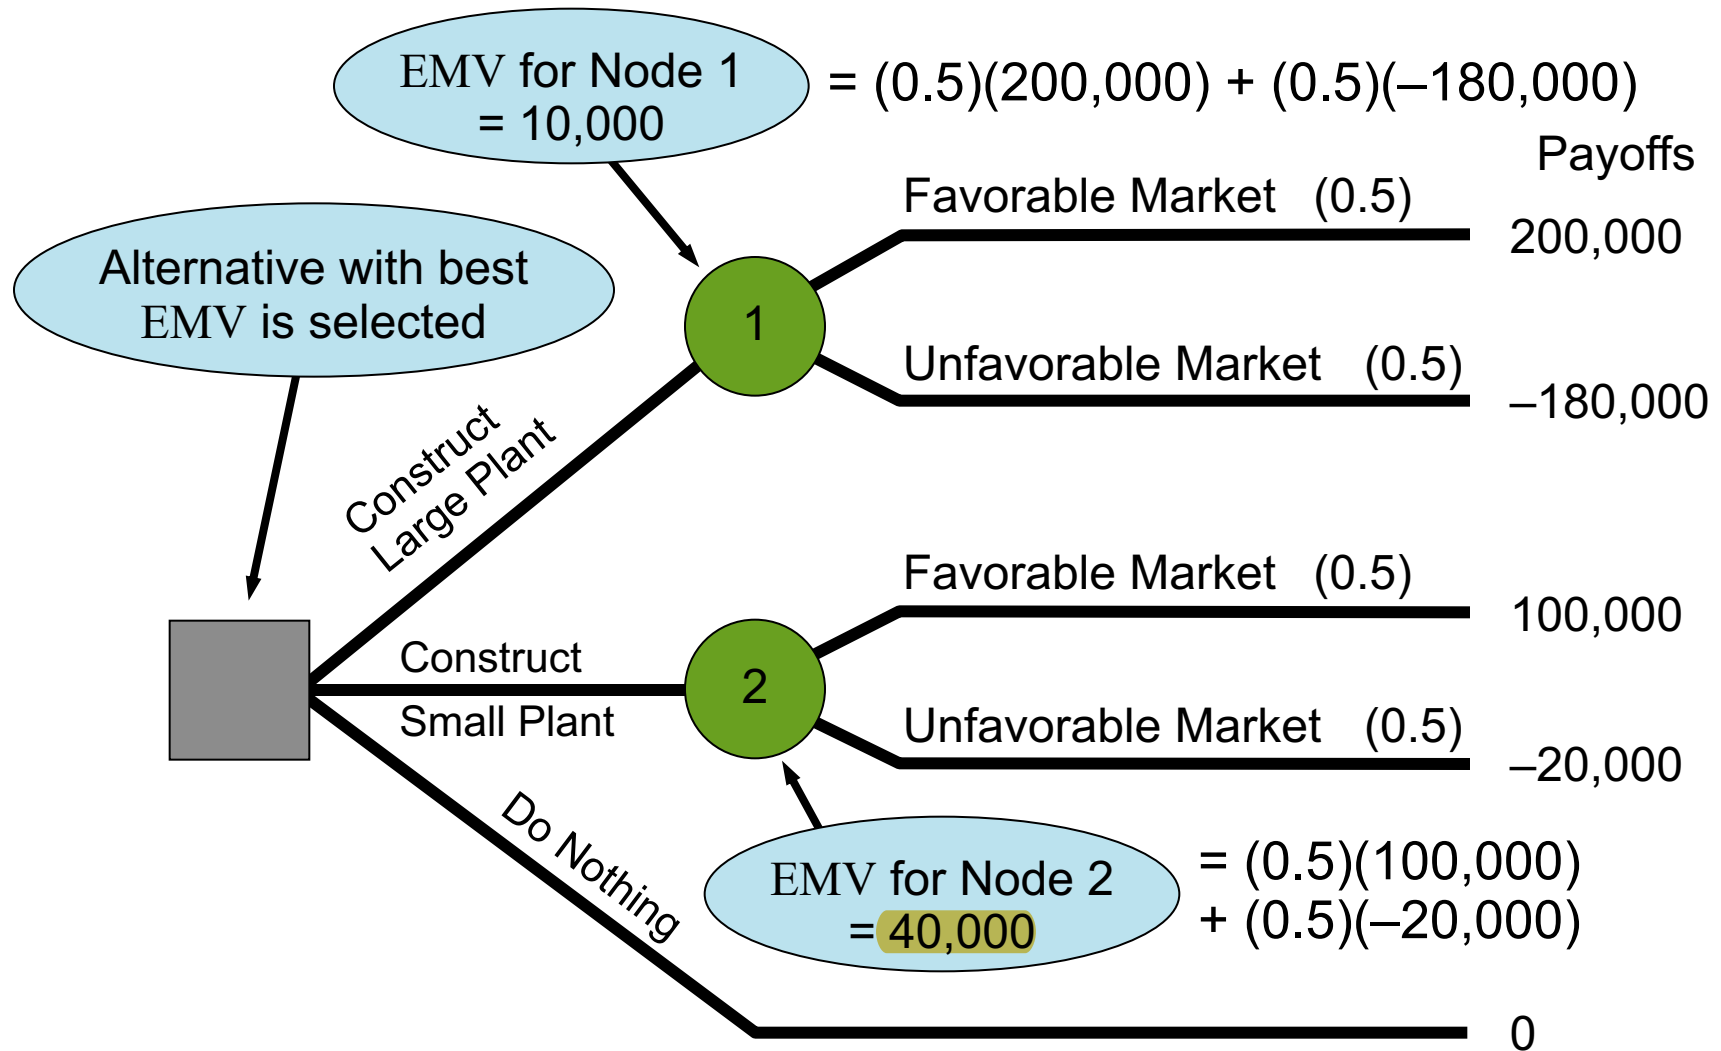 EMV for Node 1
= 10,000
= (0.5)(200,000) + (0.5)(–180,000)
Payoffs
Favorable Market (0.5)
200,000
Alternative with best
EMV is selected
1
Unfavorable Market (0.5)
–180,000
Construct
Large Plant
Favorable Market (0.5)
100,000
Construct
Small Plant
2
Unfavorable Market (0.5)
–20,000
Do Nothing
EMV for Node 2
= 40,000
= (0.5)(100,000)
+ (0.5)(–20,000)
0